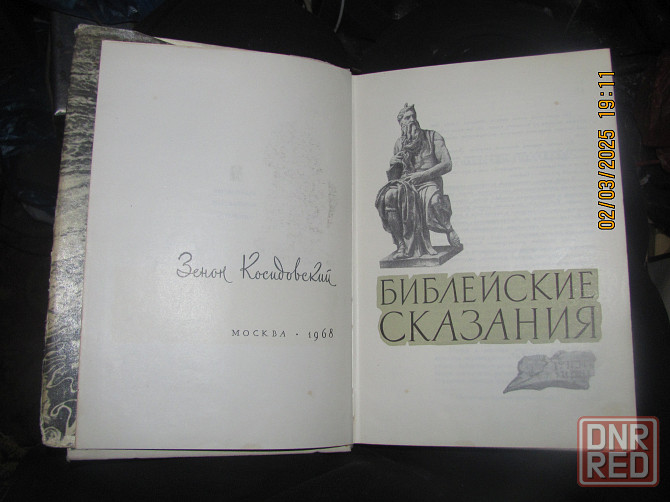 Зенон Косидовский
МОСКВА · 1968
БИБЛЕЙСКИЕ
СКАЗАНИЯ
02/03/2025 19:11
DNR
RED